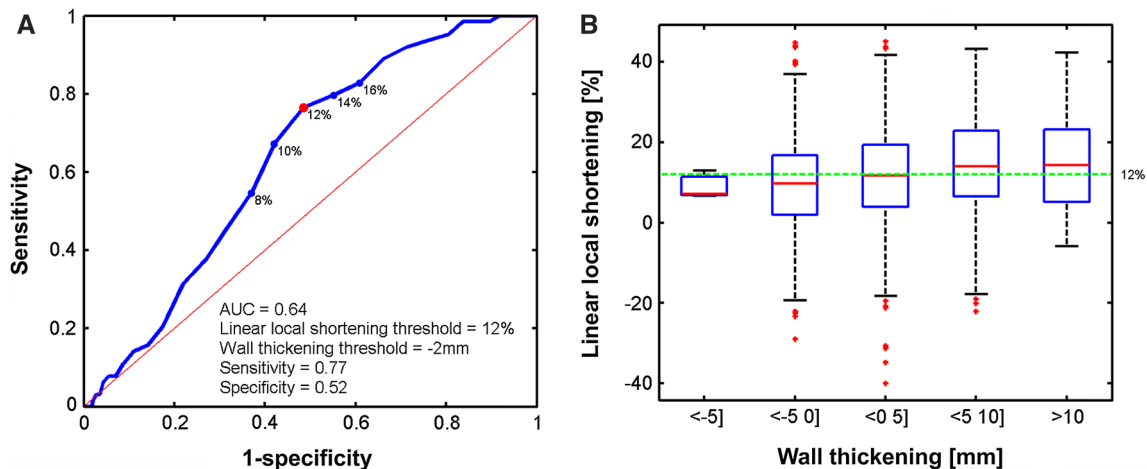 A
Sensitivity
1
0.8
0.6
0.4
0.2
0
16%
14%
12%
10%
8%
AUC = 0.64
Linear local shortening threshold = 12%
Wall thickening threshold = -2mm
Sensitivity = 0.77
Specificity = 0.52
0 0.2 0.4 0.6 0.8 1
1-specificity
B
Linear local shortening [%]
40
20
0
-20
-40
12%
<-5] <-5 0] <0 5] <5 10] >10
Wall thickening [mm]